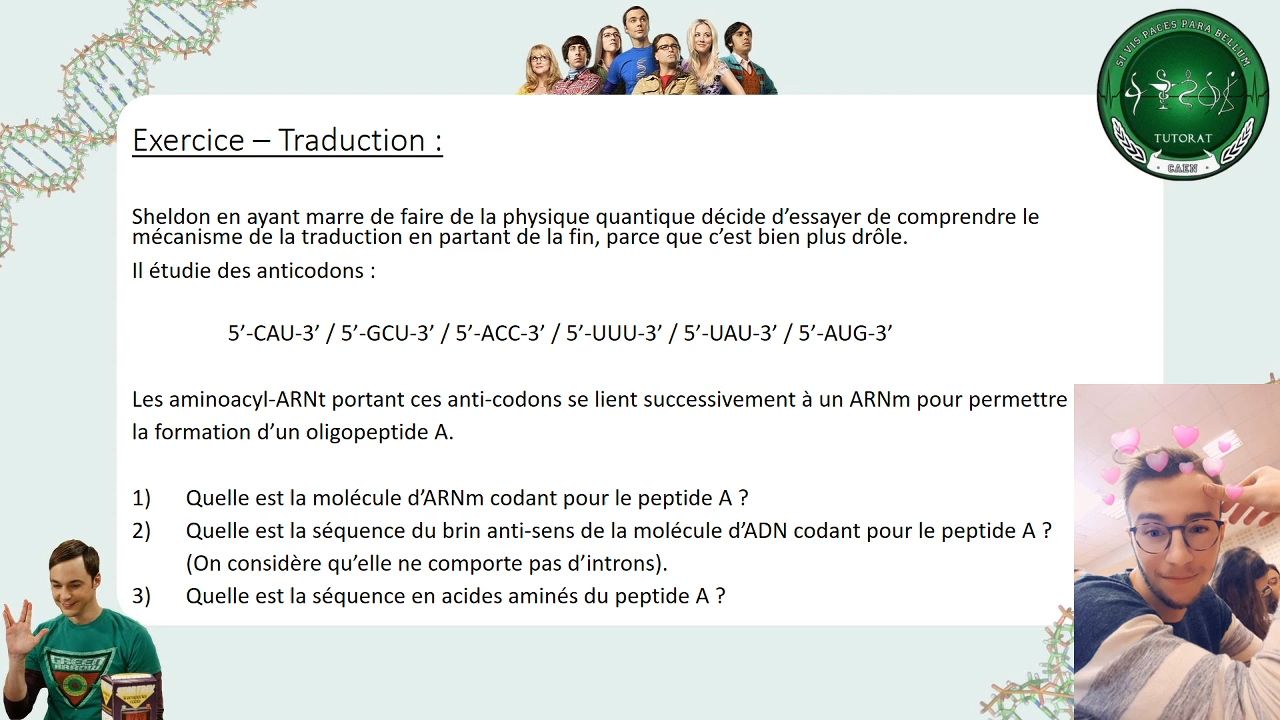 SI VIS PACES PARA BELLUM
TUTORAT
CAEN
Exercice – Traduction :
Sheldon en ayant marre de faire de la physique quantique décide d’essayer de comprendre le
mécanisme de la traduction en partant de la fin, parce que c’est bien plus drôle.
Il étudie des anticodons :
5’-CAU-3’ / 5’-GCU-3’ / 5’-ACC-3’ / 5’-UUU-3’ / 5’-UAU-3’ / 5’-AUG-3’
Les aminoacyl-ARNt portant ces anti-codons se lient successivement à un ARNm pour permettre
la formation d’un oligopeptide A.
1) Quelle est la molécule d’ARNm codant pour le peptide A ?
2) Quelle est la séquence du brin anti-sens de la molécule d’ADN codant pour le peptide A ?
(On considère qu’elle ne comporte pas d’introns).
3) Quelle est la séquence en acides aminés du peptide A ?
GREEN
ARROW